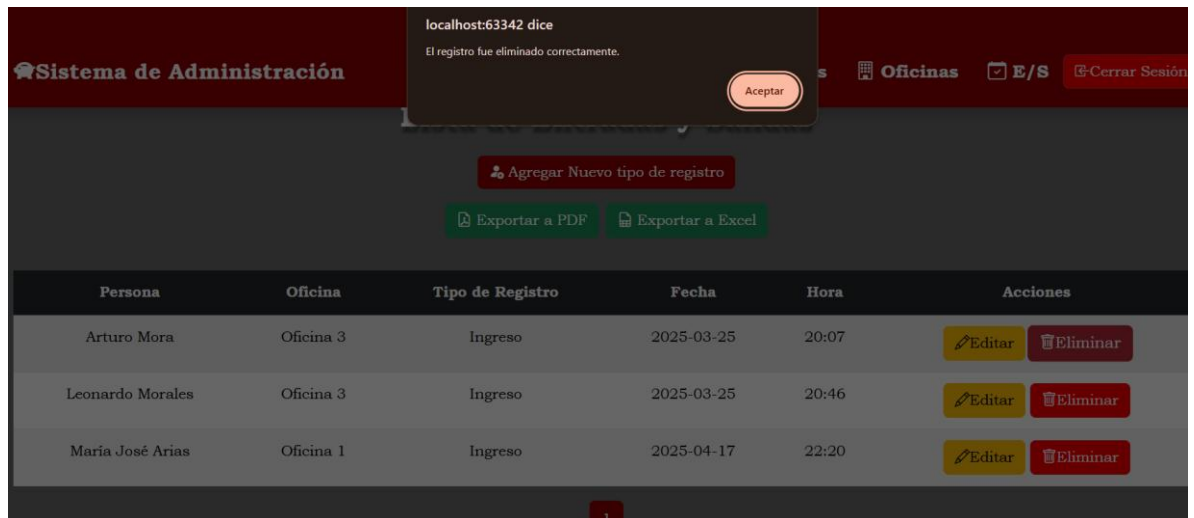 localhost:63342 dice
El registro fue eliminado correctamente.
Aceptar
Sistema de Administración
Oficinas
E/S
Cerrar Sesión
Agregar Nuevo tipo de registro
Exportar a PDF
Exportar a Excel
Persona Oficina Tipo de Registro Fecha Hora Acciones
Arturo Mora Oficina 3 Ingreso 2025-03-25 20:07 Editar Eliminar
Leonardo Morales Oficina 3 Ingreso 2025-03-25 20:46 Editar Eliminar
María José Arias Oficina 1 Ingreso 2025-04-17 22:20 Editar Eliminar
1